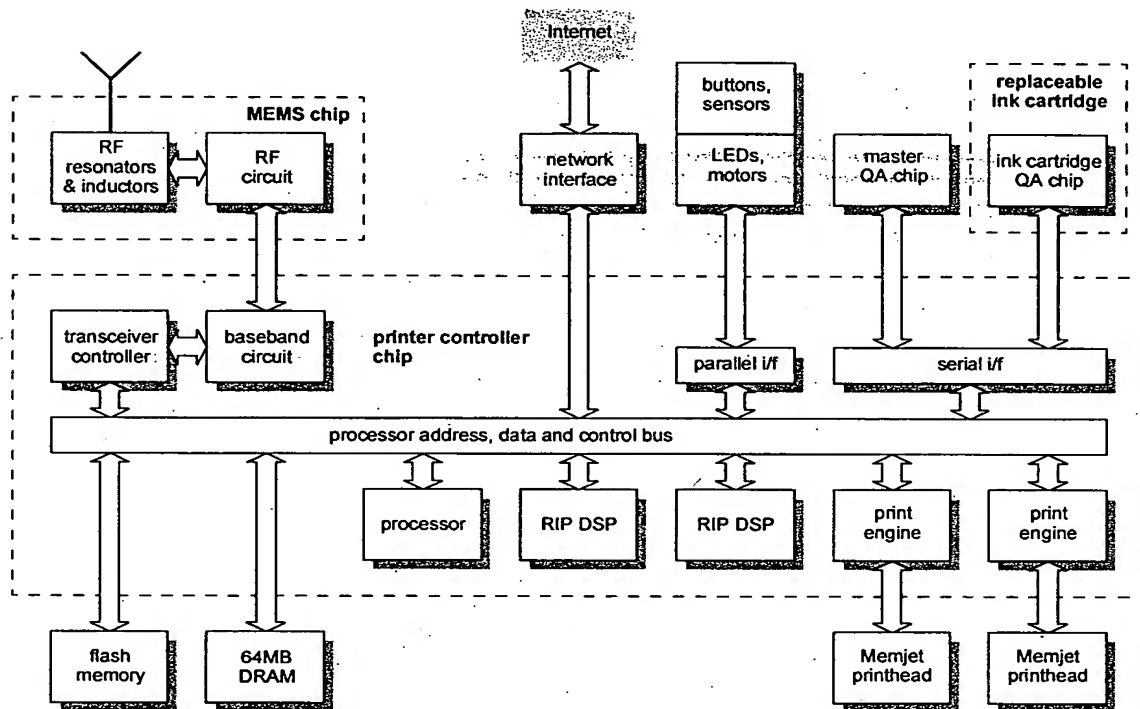 Internet
buttons,
sensors
replaceable
ink cartridge
MEMS chip
RF
resonators
& inductors
RF
circuit
network
interface
LEDs,
motors
master
QA chip
ink cartridge
QA chip
transceiver
controller
baseband
circuit
printer controller
chip
parallel i/f
serial i/f
processor address, data and control bus
processor
RIP DSP
RIP DSP
print
engine
print
engine
flash
memory
64MB
DRAM
Memjet
printhead
Memjet
printhead